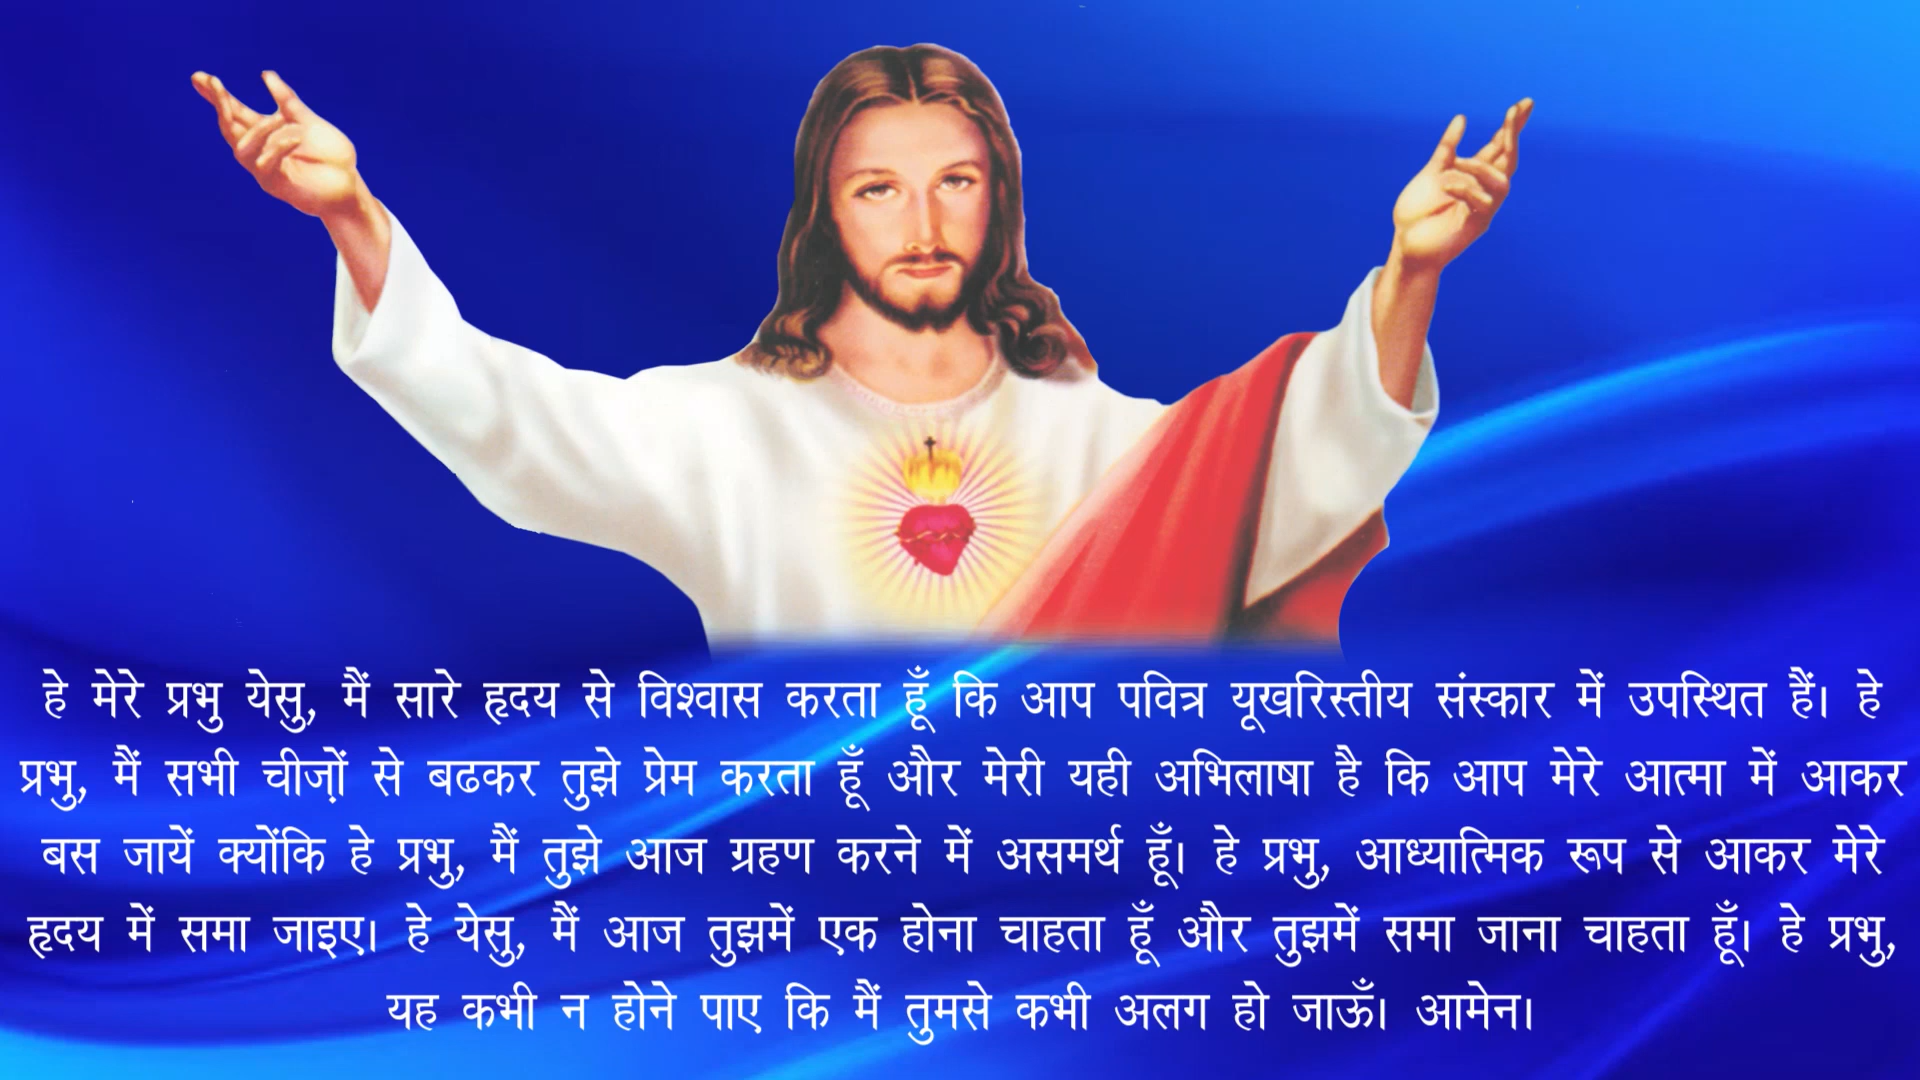 हे मेरे प्रभु येसु, मैं सारे हृदय से विश्वास करता हूँ कि आप पवित्र यूखरिस्तीय संस्कार में उपस्थित हैं। हे
प्रभु, मैं सभी चीज़ों से बढकर तुझे प्रेम करता हूँ और मेरी यही अभिलाषा है कि आप मेरे आत्मा में आकर
बस जायें क्योंकि हे प्रभु, मैं तुझे आज ग्रहण करने में असमर्थ हूँ। हे प्रभु, आध्यात्मिक रूप से आकर मेरे
हृदय में समा जाइए। हे येसु, मैं आज तुझमें एक होना चाहता हूँ और तुझमें समा जाना चाहता हूँ। हे प्रभु,
यह कभी न होने पाए कि मैं तुमसे कभी अलग हो जाऊँ। आमेन।